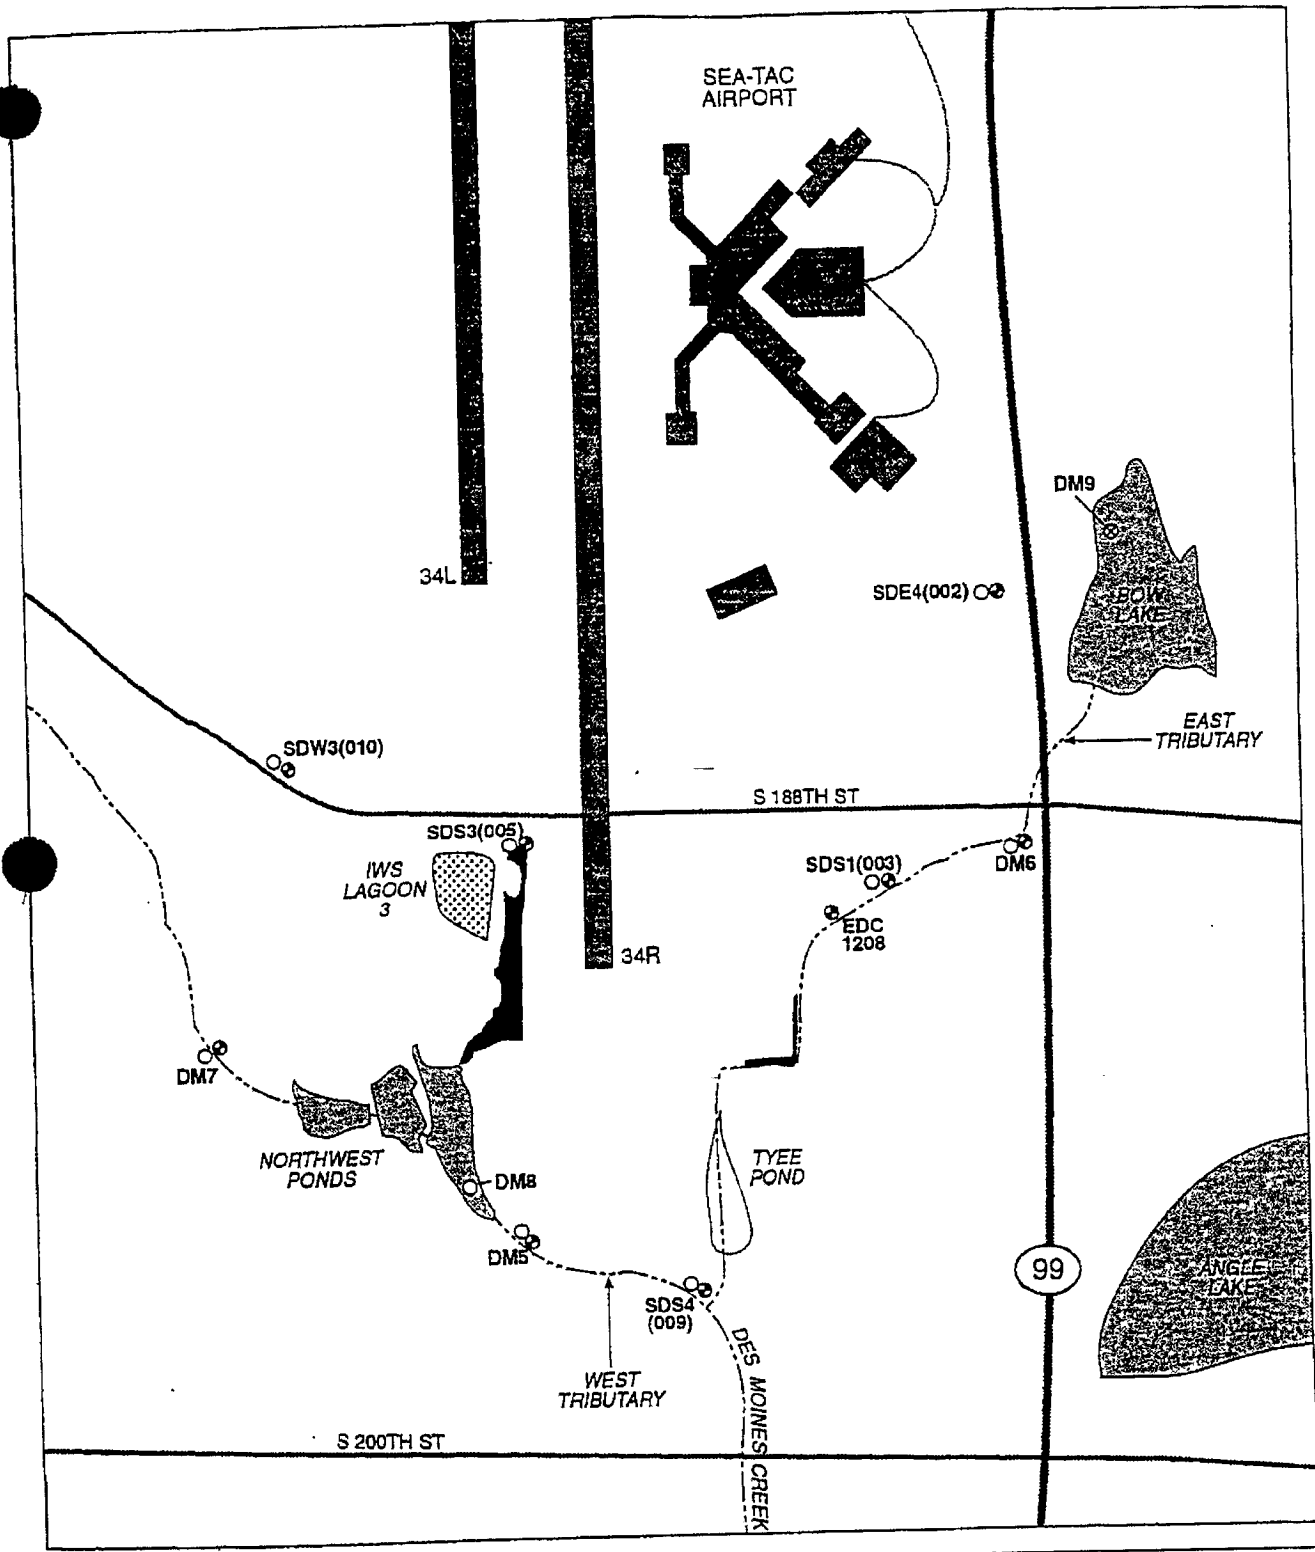 SEA-TAC
AIRPORT
DM9
34L
SDE4(002)
BOW
LAKE
EAST
TRIBUTARY
SDW3(010)
S 188TH ST
SDS3(005)
IWS
LAGOON
3
SDS1(003)
DM6
EDC
1208
34R
DM7
NORTHWEST
PONDS
DM8
TYEE
POND
DM5
99
ANGLE
LAKE
SDS4
(009)
DES MOINES CREEK
WEST
TRIBUTARY
S 200TH ST